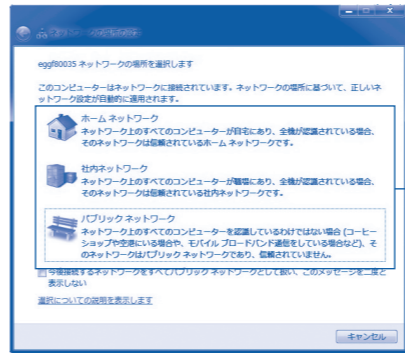 eggf80035 ネットワークの場所を選択します
このコンピューターはネットワークに接続されています。ネットワークの場所に基づいて、正しいネ
ットワーク設定が自動的に適用されます。
ホーム ネットワーク
ネットワーク上のすべてのコンピューターが自宅にあり、全機が認識されている場合、
そのネットワークは信頼されているホーム ネットワークです。
社内ネットワーク
ネットワーク上のすべてのコンピューターが職場にあり、全機が認識されている場合、
そのネットワークは信頼されている社内ネットワークです。
パブリック ネットワーク
ネットワーク上のすべてのコンピューターを認識しているわけではない場合 (コーヒー
ショップや空港にいる場合や、モバイル ブロードバンド通信をしている場合など)、そ
のネットワークはパブリック ネットワークであり、信頼されていません。
今後接続するネットワークをすべてパブリック ネットワークとして扱い、このメッセージを二度と
表示しない
選択についての説明を表示します
キャンセル